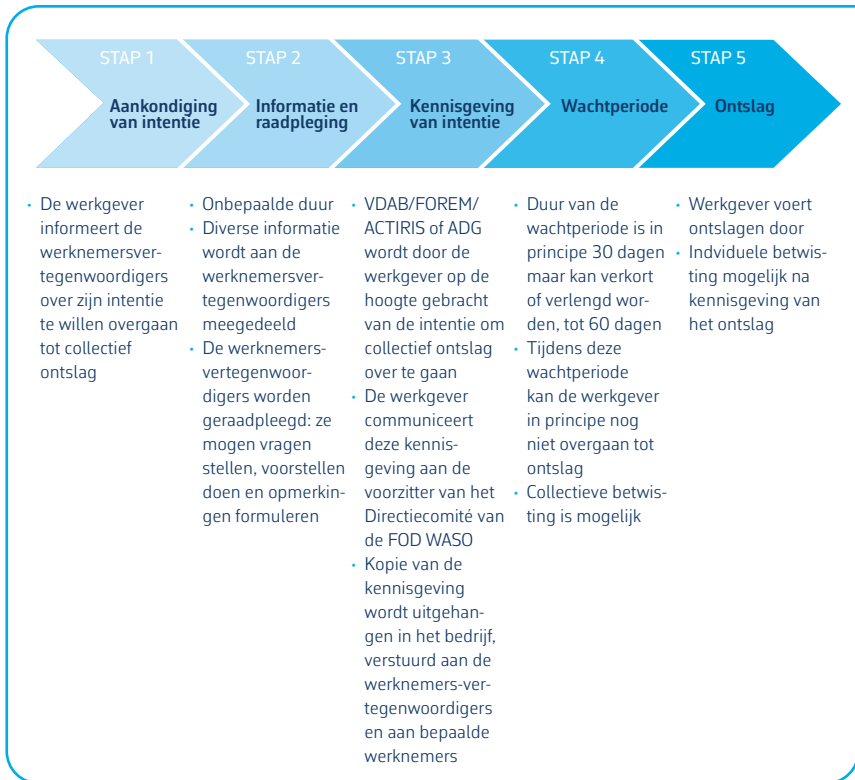 STAP 1
Aankondiging
van intentie
• De werkgever
informeert de
werknemersver-
tegenwoordigers
over zijn intentie
te willen overgaan
tot collectief
ontslag
STAP 2
Informatie en
raadpleging
• Onbepaalde duur
• Diverse informatie
wordt aan de
werknemersver-
tegenwoordigers
meegedeeld
• De werknemers-
vertegenwoor-
digers worden
geraadpleegd: ze
mogen vragen
stellen, voorstellen
doen en opmerkin-
gen formuleren
STAP 3
Kennisgeving
van intentie
• VDAB/FOREM/
ACTIRIS of ADG
wordt door de
werkgever op de
hoogte gebracht
van de intentie om
collectief ontslag
over te gaan
• De werkgever
communiceert
deze kennis-
geving aan de
voorzitter van het
Directiecomité van
de FOD WASO
• Kopie van de
kennisgeving
wordt uitgehan-
gen in het bedrijf,
verstuurd aan de
werknemers-ver-
tegenwoordigers
en aan bepaalde
werknemers
STAP 4
Wachtperiode
• Duur van de
wachtperiode is in
principe 30 dagen
maar kan verkort
of verlengd wor-
den, tot 60 dagen
• Tijdens deze
wachtperiode
kan de werkgever
in principe nog
niet overgaan tot
ontslag
• Collectieve betwis-
ting is mogelijk
STAP 5
Ontslag
• Werkgever voert
ontslagen door
• Indviduele betwis-
ting mogelijk na
kennisgeving van
het ontslag